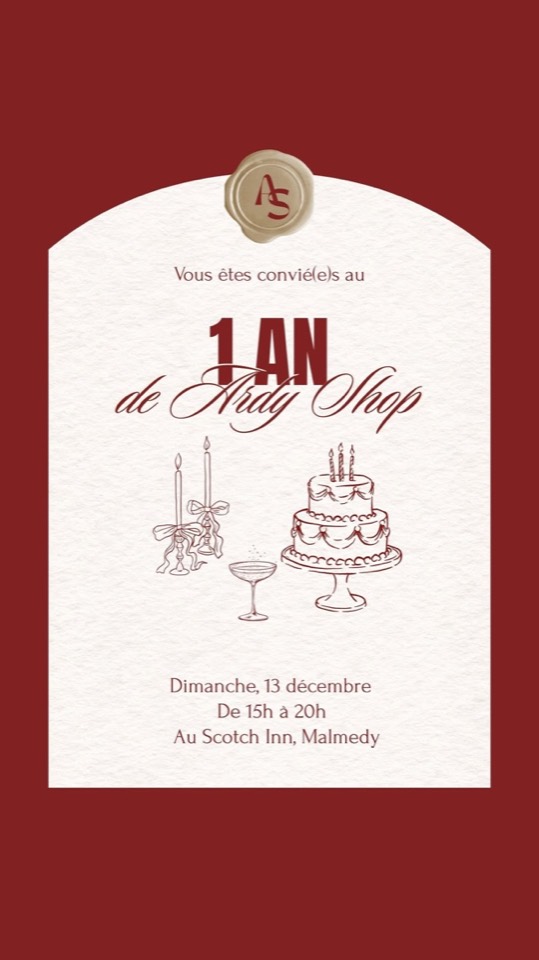 AS
Vous êtes convié(e)s au
1 AN
de Ardy Shop
Dimanche, 13 décembre
De 15h à 20h
Au Scotch Inn, Malmedy